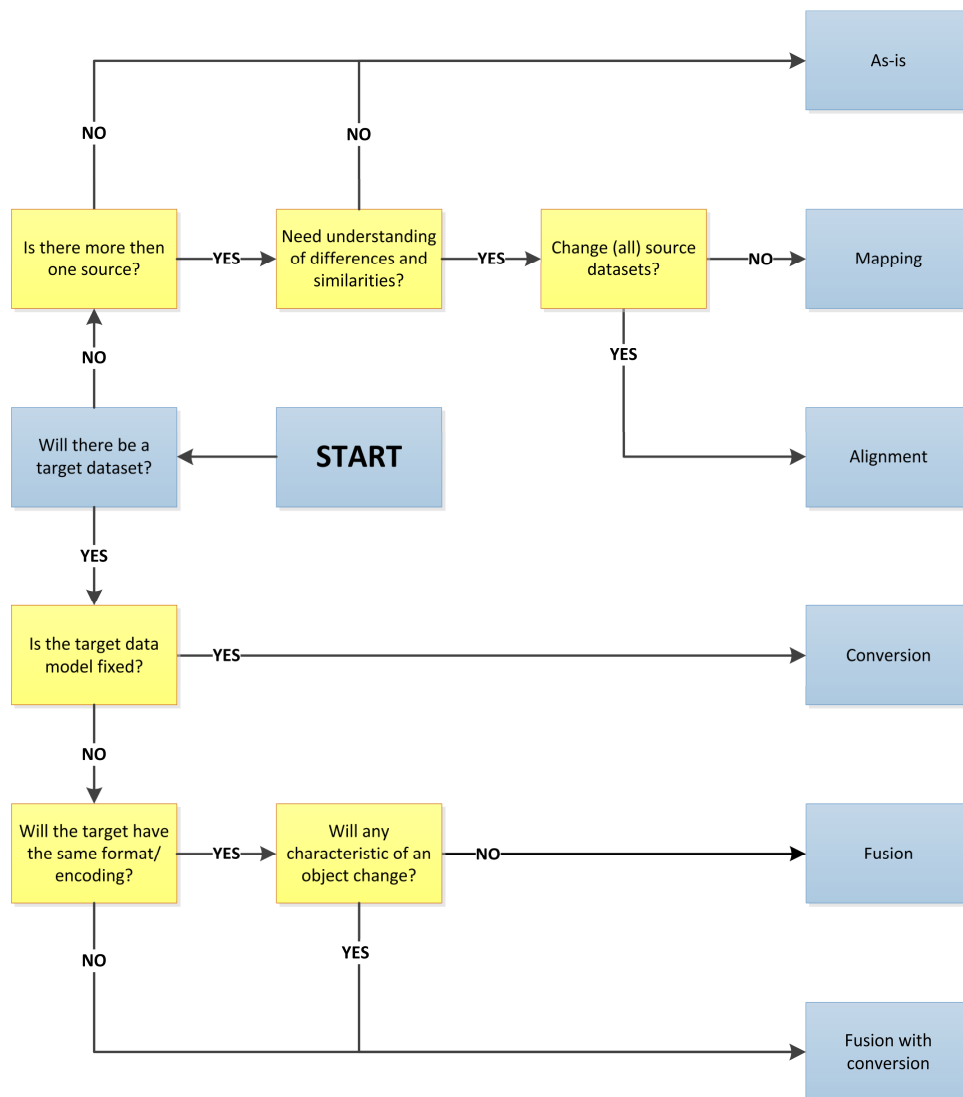 As-is
NO
NO
Is there more then
one source?
YES
Need understanding
of differences and
similarities?
YES
Change (all) source
datasets?
NO
Mapping
NO
YES
Will there be a
target dataset?
START
Alignment
YES
Is the target data
model fixed?
YES
Conversion
NO
Will the target have
the same format/
encoding?
YES
Will any
characteristic of an
object change?
NO
Fusion
NO
YES
Fusion with
conversion